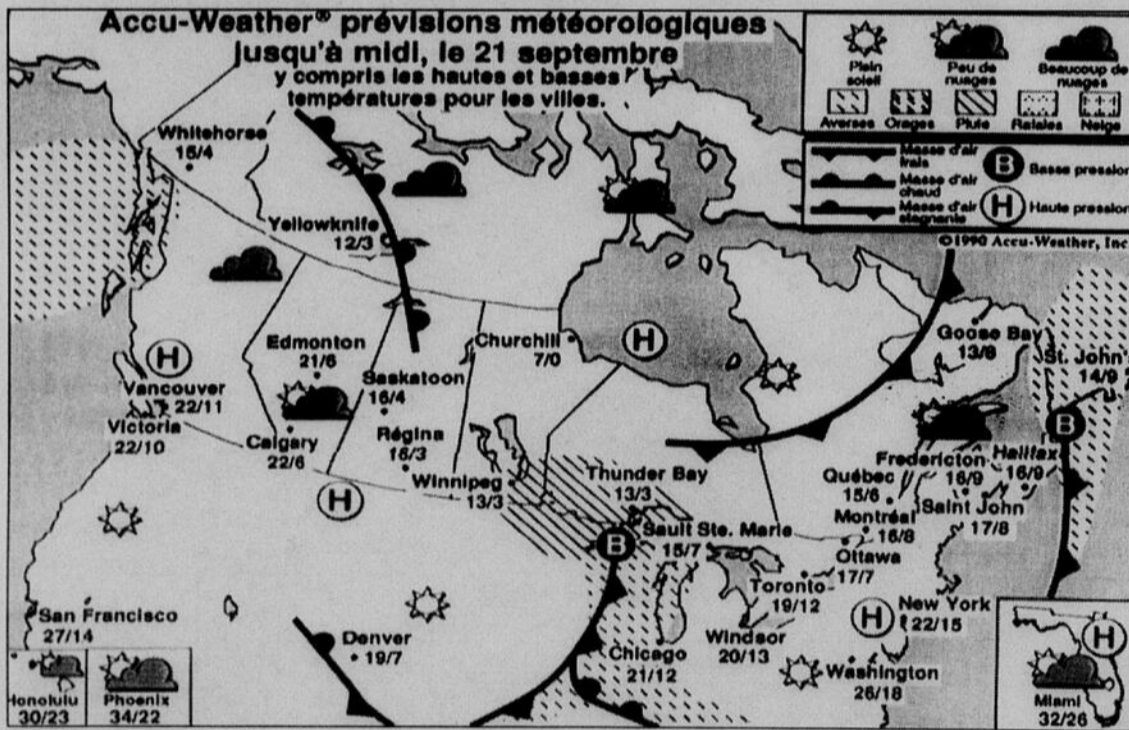 Accu-Weather® prévisions météorologiques
jusqu'à midi, le 21 septembre
y compris les hautes et basses
températures pour les villes.
Plein
soleil
Peu de
nuages
Beaucoup de
nuages
Averses Orages Pluie Rafales Neige
Masse d'air
frais
Masse d'air
chaud
Masse d'air
stagnante
B Basse pression
H Haute pression
©1990 Accu-Weather, Inc
Whitehorse
15/4
Yellowknife
12/3
H
Edmonton
21/6
Churchill
7/0
H
Goose Bay
13/8
St. John's
14/9
Vancouver
22/11
Victoria
22/10
Saskatoon
16/4
Calgary
22/6
Régina
16/3
B
Winnipeg
13/3
H
Thunder Bay
13/3
Québec
15/6
Fredericton
16/9
Halifax
16/9
Saint John
17/8
Montréal
16/8
B
Sault Ste. Marie
15/7
Ottawa
17/7
Toronto
19/12
San Francisco
27/14
Denver
19/7
Chicago
21/12
Windsor
20/13
H
New York
22/15
Washington
26/18
H
Honolulu
30/23
Phoenix
34/22
Miami
32/26